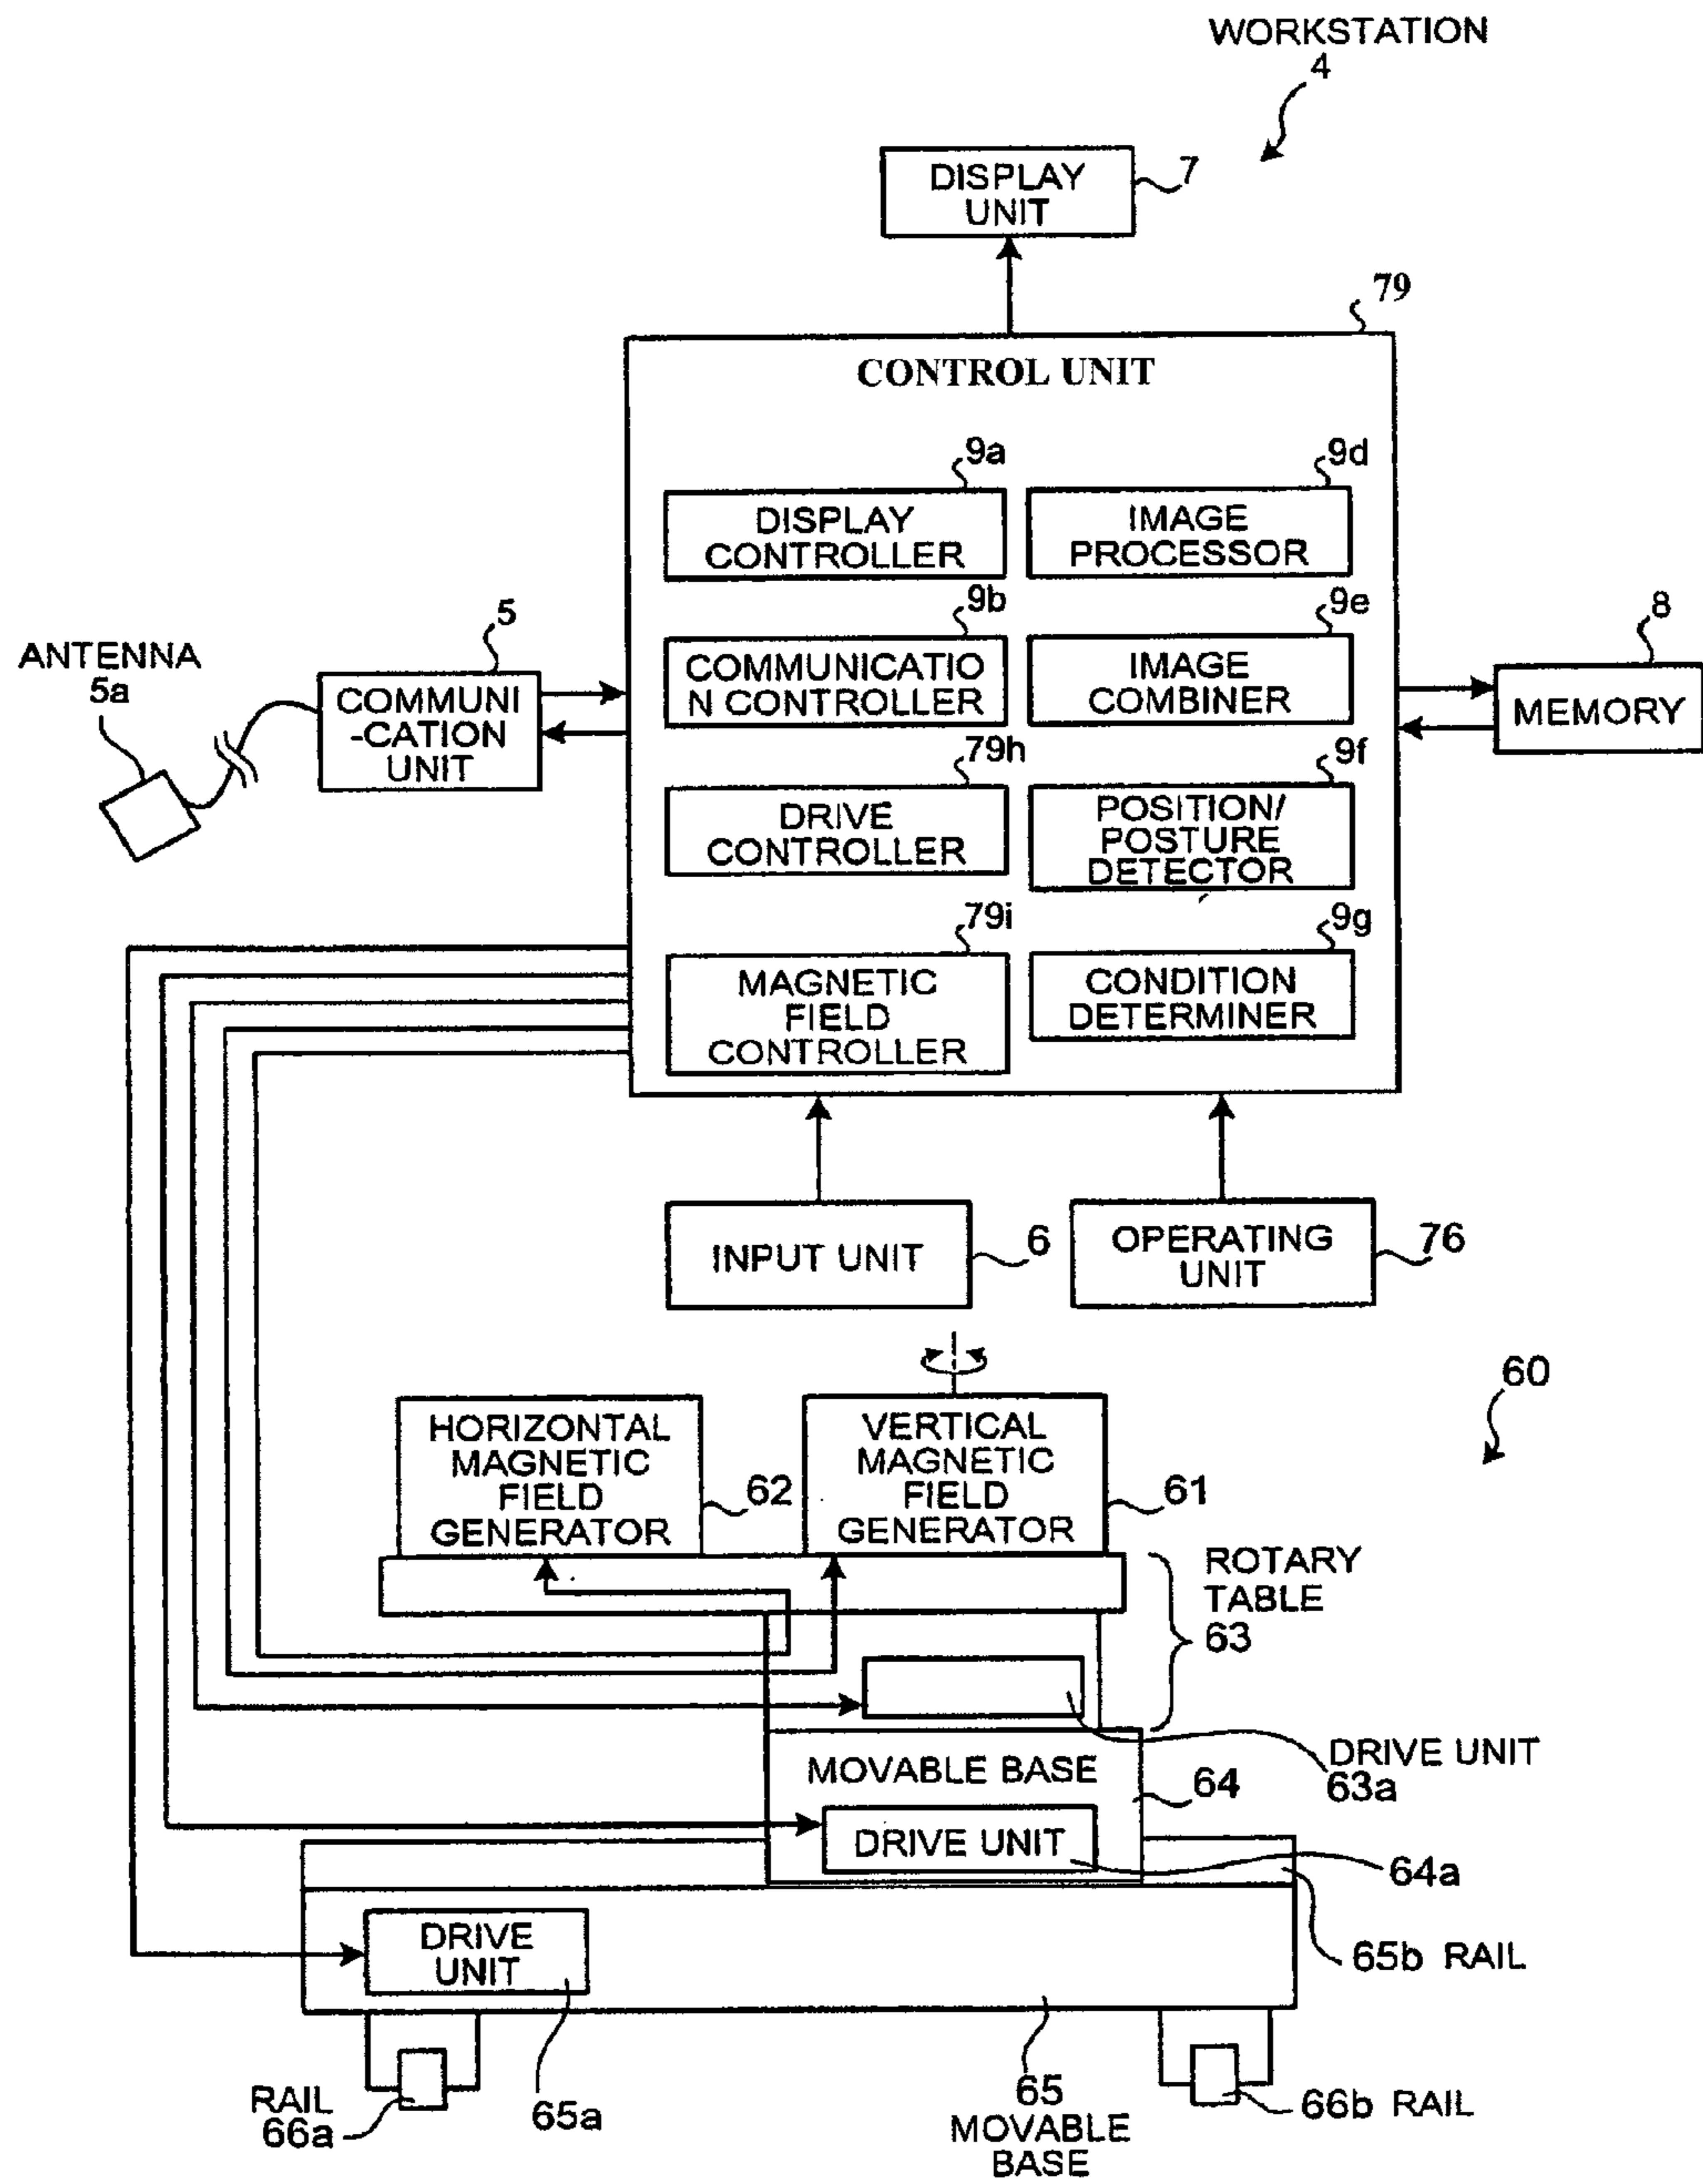 WORKSTATION
4
DISPLAY
UNIT
7
79
CONTROL UNIT
9a
DISPLAY
CONTROLLER
9d
IMAGE
PROCESSOR
9b
COMMUNICATIO
N CONTROLLER
9e
IMAGE
COMBINER
79h
DRIVE
CONTROLLER
9f
POSITION/
POSTURE
DETECTOR
79i
MAGNETIC
FIELD
CONTROLLER
9g
CONDITION
DETERMINER
ANTENNA
5a
5
COMMUNI
-CATION
UNIT
8
MEMORY
INPUT UNIT
6
OPERATING
UNIT
76
60
HORIZONTAL
MAGNETIC
FIELD
GENERATOR
62
VERTICAL
MAGNETIC
FIELD
GENERATOR
61
ROTARY
TABLE
63
DRIVE UNIT
63a
MOVABLE BASE
64
DRIVE UNIT
64a
DRIVE
UNIT
65b RAIL
RAIL
66a
65a
65
MOVABLE
BASE
66b RAIL